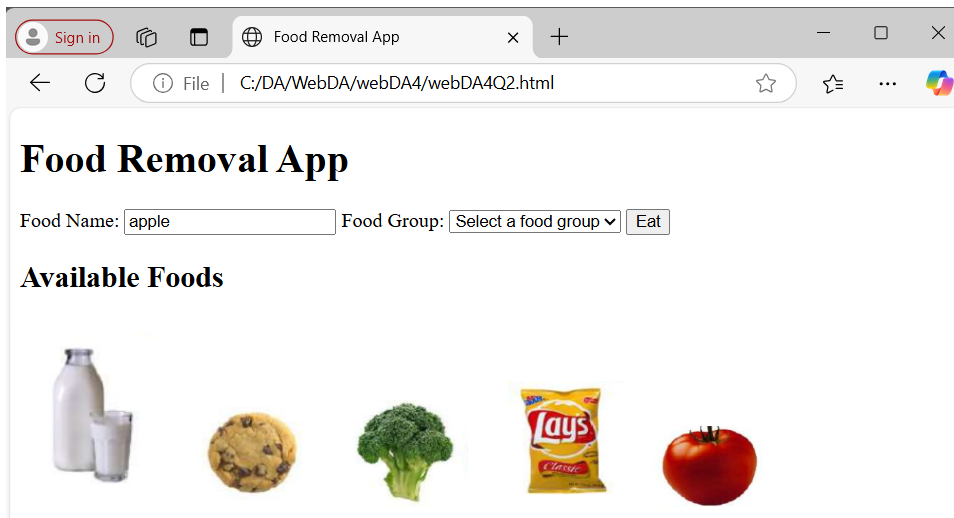 Sign in
Food Removal App
File
C:/DA/WebDA/webDA4/webDA4Q2.html
Food Removal App
Food Name: apple Food Group: Select a food group Eat
Available Foods
Lay's
Classic